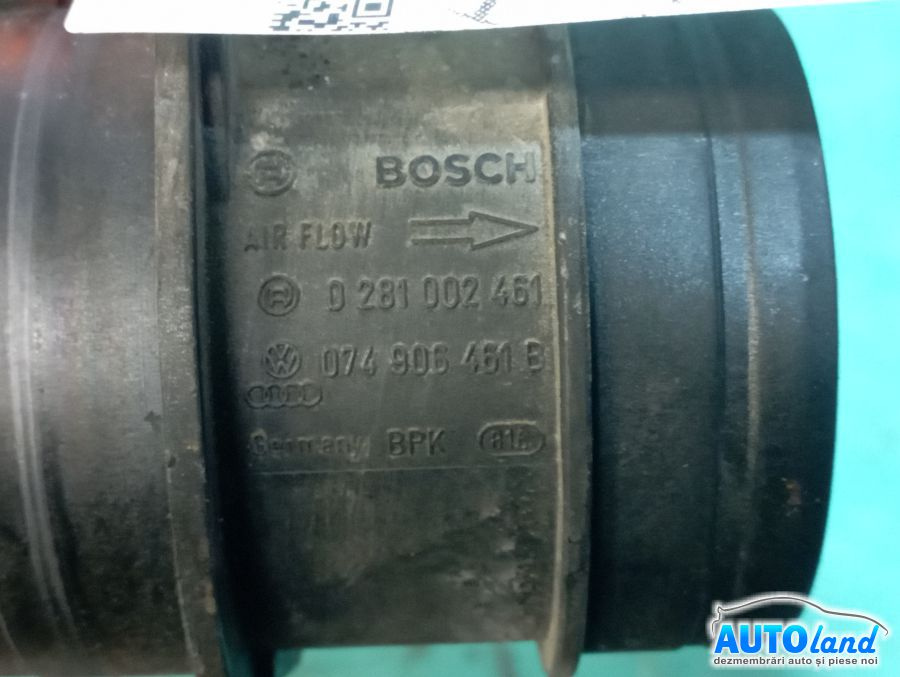 BOSCH
AIR FLOW
0 281 002 461
074 906 461 B
Germany BPK
AUTOland
dezmembrări auto și piese noi